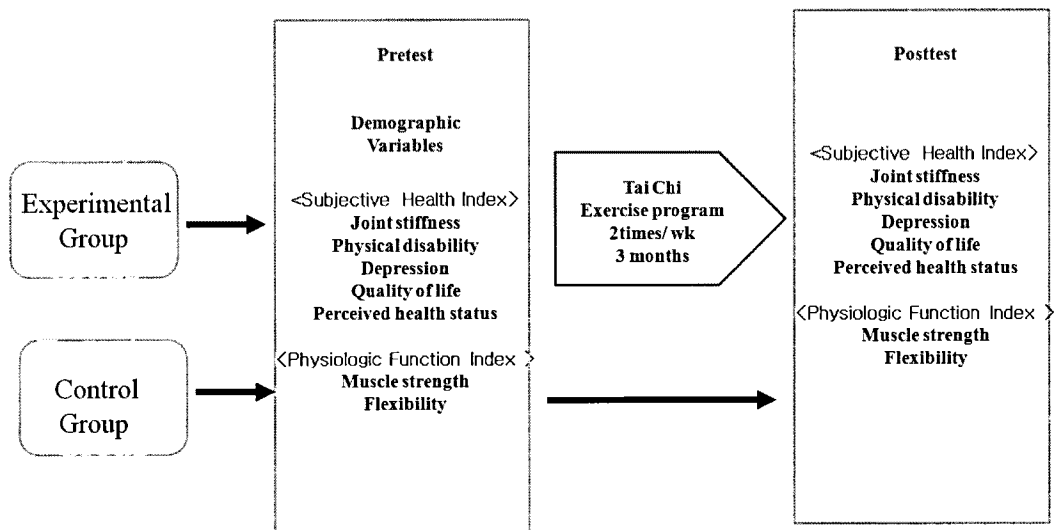 Experimental
Group
Control
Group
Pretest
Demographic
Variables
<Subjective Health Index>
Joint stiffness
Physical disability
Depression
Quality of life
Perceived health status
<Physiologic Function Index >
Muscle strength
Flexibility
Tai Chi
Exercise program
2times/ wk
3 months
Posttest
<Subjective Health Index>
Joint stiffness
Physical disability
Depression
Quality of life
Perceived health status
<Physiologic Function Index >
Muscle strength
Flexibility